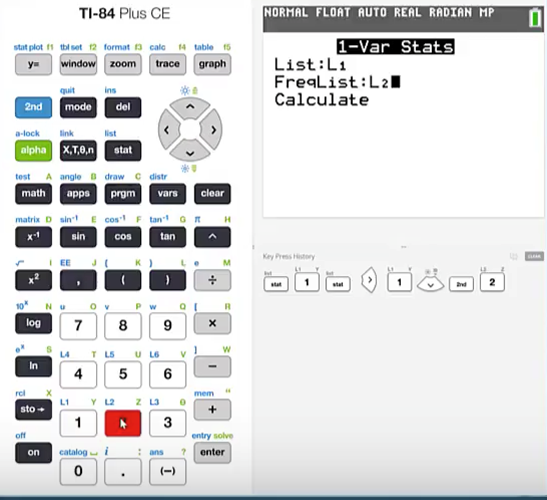 TI-84 Plus CE
stat plot f1 tbl set f2 format f3 calc f4 table f5
y= window zoom trace graph
quit ins
2nd mode del
a-lock link list
alpha X,T,θ,n stat
test A angle B draw C distr
math apps prgm vars clear
matrix D sin⁻¹ E cos⁻¹ F tan⁻¹ G π H
x⁻¹ sin cos tan ^
√ I EE J { K } L e M
x² , ( ) ÷
10ˣ N u O v P w Q [ R
log 7 8 9 ×
eˣ S L4 T L5 U L6 V ] W
ln 4 5 6 −
rcl X L1 Y L2 Z L3 θ mem "
sto→ 1 3 +
off catalog i : ans ? entry solve
on 0 . (−) enter
NORMAL FLOAT AUTO REAL RADIAN MP
1-Var Stats
List:L₁
FreqList:L₂
Calculate
Key Press History
list L1 Y list L1 Y L2 Z
stat 1 stat > 1 2nd 2